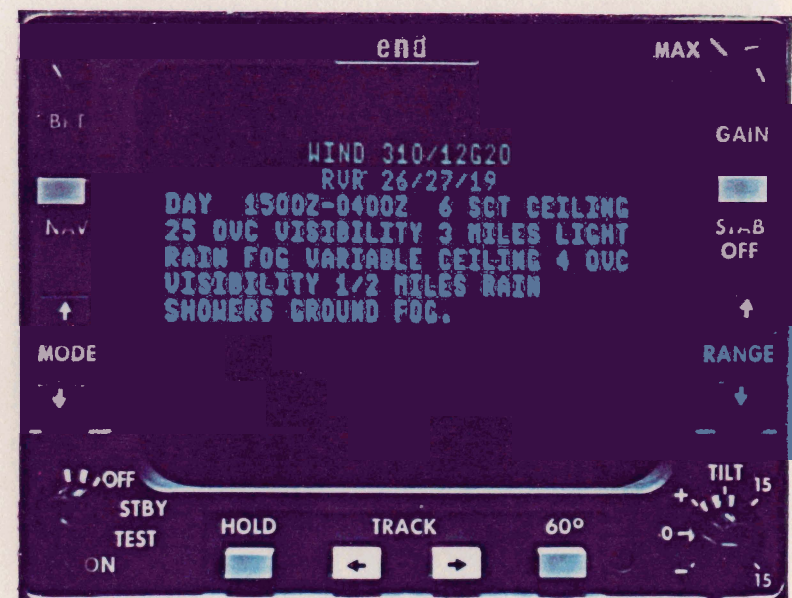 end
MAX
GAIN
WIND 310/12G20
RVR 26/27/19
DAY 1500Z-0400Z 6 SCT CEILING
25 OVC VISIBILITY 3 MILES LIGHT
RAIN FOG VARIABLE CEILING 4 OVC
VISIBILITY 1/2 MILES RAIN
SHOWERS GROUND FOG.
NAV
STAB
OFF
MODE
RANGE
OFF
STBY
TEST
ON
HOLD
TRACK
60°
TILT
15
+
0
-
15